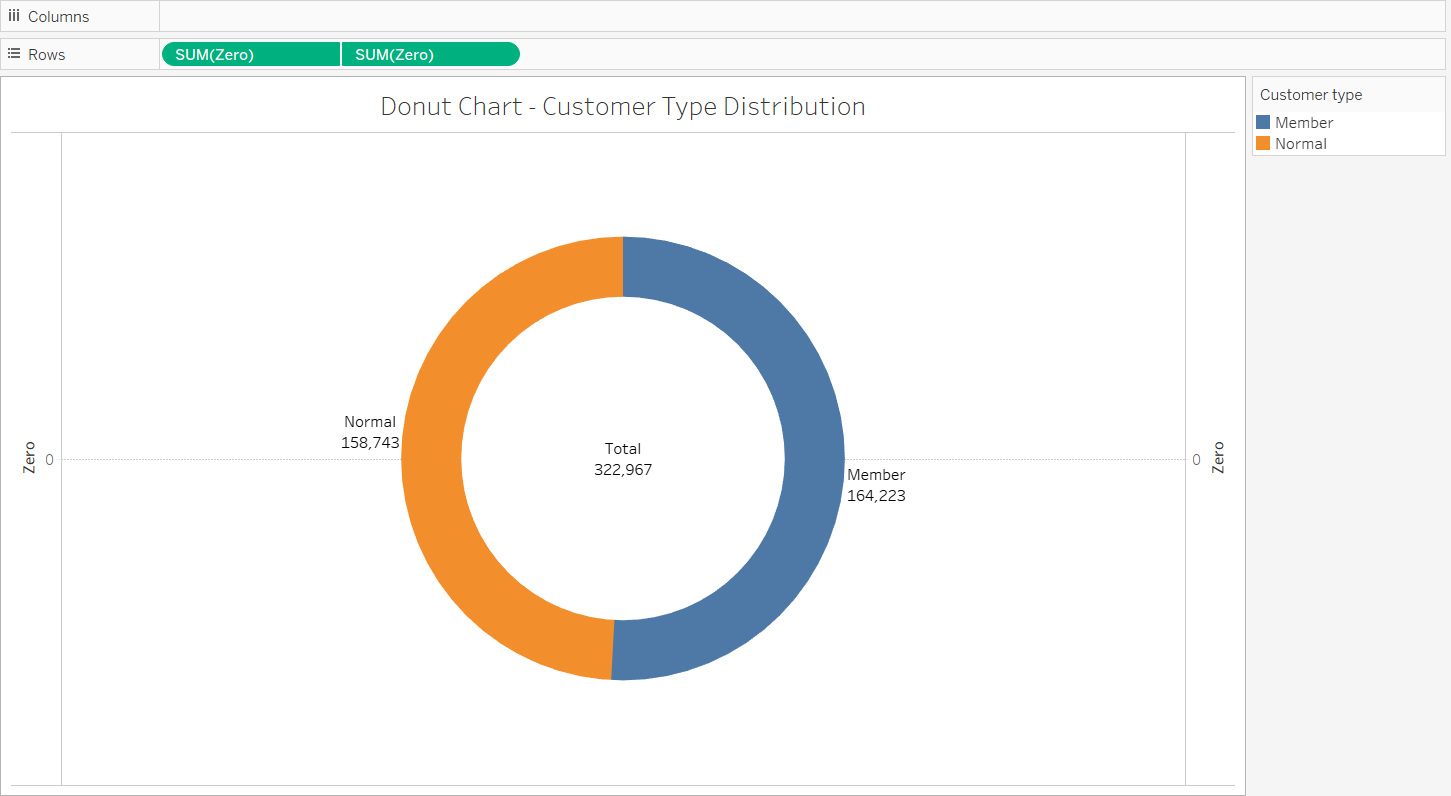 Columns
Rows
SUM(Zero) SUM(Zero)
Donut Chart - Customer Type Distribution
Customer type
Member
Normal
Normal
158,743
Total
322,967
Member
164,223
Zero
0
0
Zero